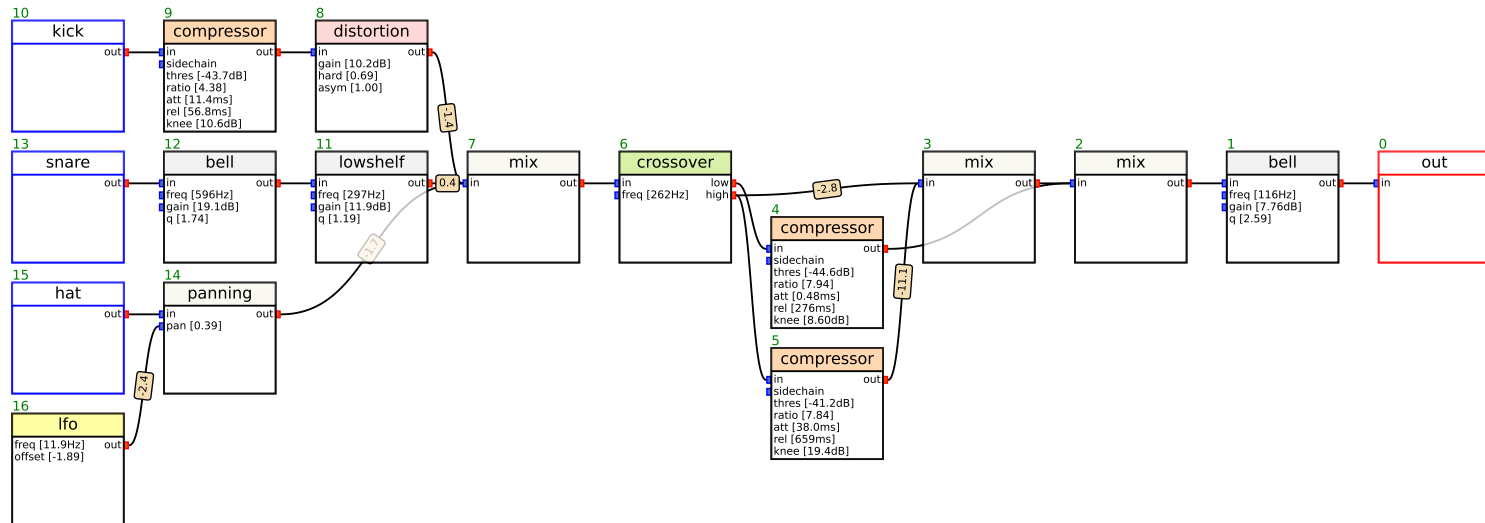 10
kick
out
9
compressor
in out
sidechain
thres [-43.7dB]
ratio [4.38]
att [11.4ms]
rel [56.8ms]
knee [10.6dB]
8
distortion
in out
gain [10.2dB]
hard [0.69]
asym [1.00]
-1.4
13
snare
out
12
bell
in out
freq [596Hz]
gain [19.1dB]
q [1.74]
11
lowshelf
in out
freq [297Hz]
gain [11.9dB]
q [1.19]
0.4
-1.7
7
mix
in out
6
crossover
in low
freq [262Hz] high
-2.8
3
mix
in out
2
mix
in out
1
bell
in out
freq [116Hz]
gain [7.76dB]
q [2.59]
0
out
in
4
compressor
in out
sidechain
thres [-44.6dB]
ratio [7.94]
att [0.48ms]
rel [276ms]
knee [8.60dB]
-11.1
15
hat
out
14
panning
in out
pan [0.39]
-2.4
5
compressor
in out
sidechain
thres [-41.2dB]
ratio [7.84]
att [38.0ms]
rel [659ms]
knee [19.4dB]
16
lfo
freq [11.9Hz] out
offset [-1.89]